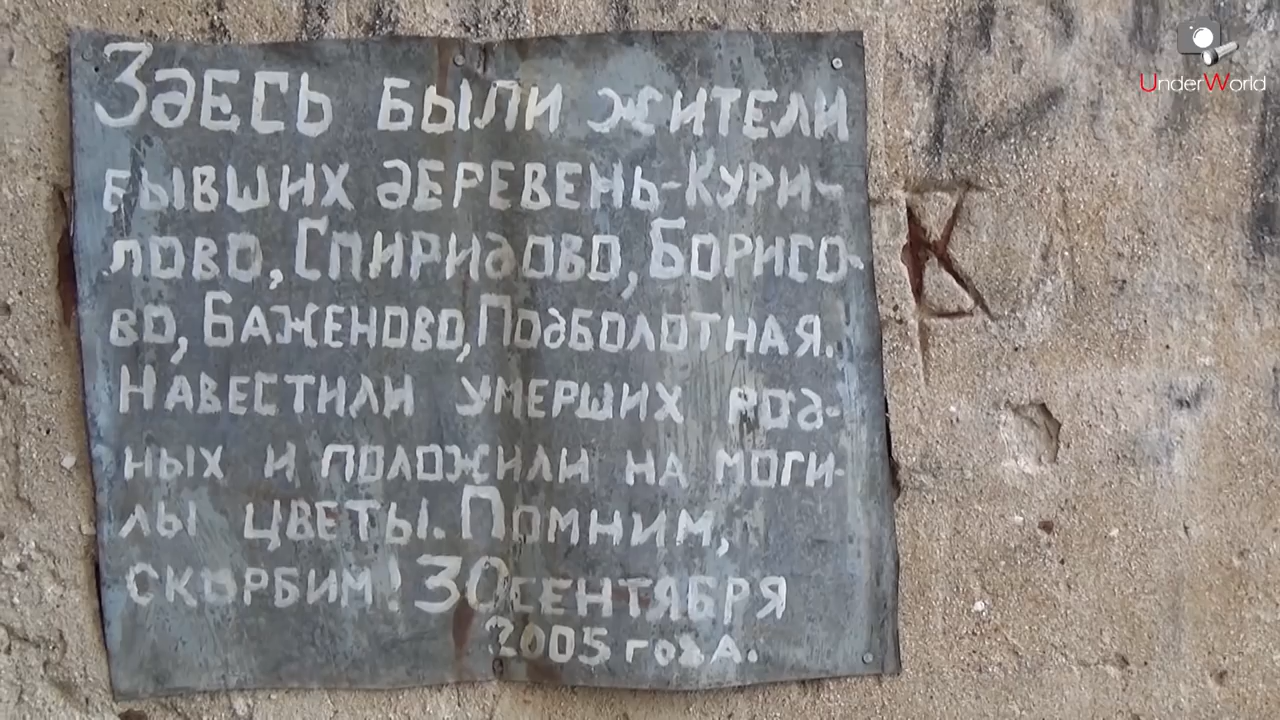 Здесь были жители
бывших деревень-Кури-
лово, Спиридово, Борисо-
во, Баженово, Подболотная.
Навестили умерших род-
ных и положили на моги-
лы цветы. Помним,
скорбим! 30 сентября
2005 года.
UnderWorld